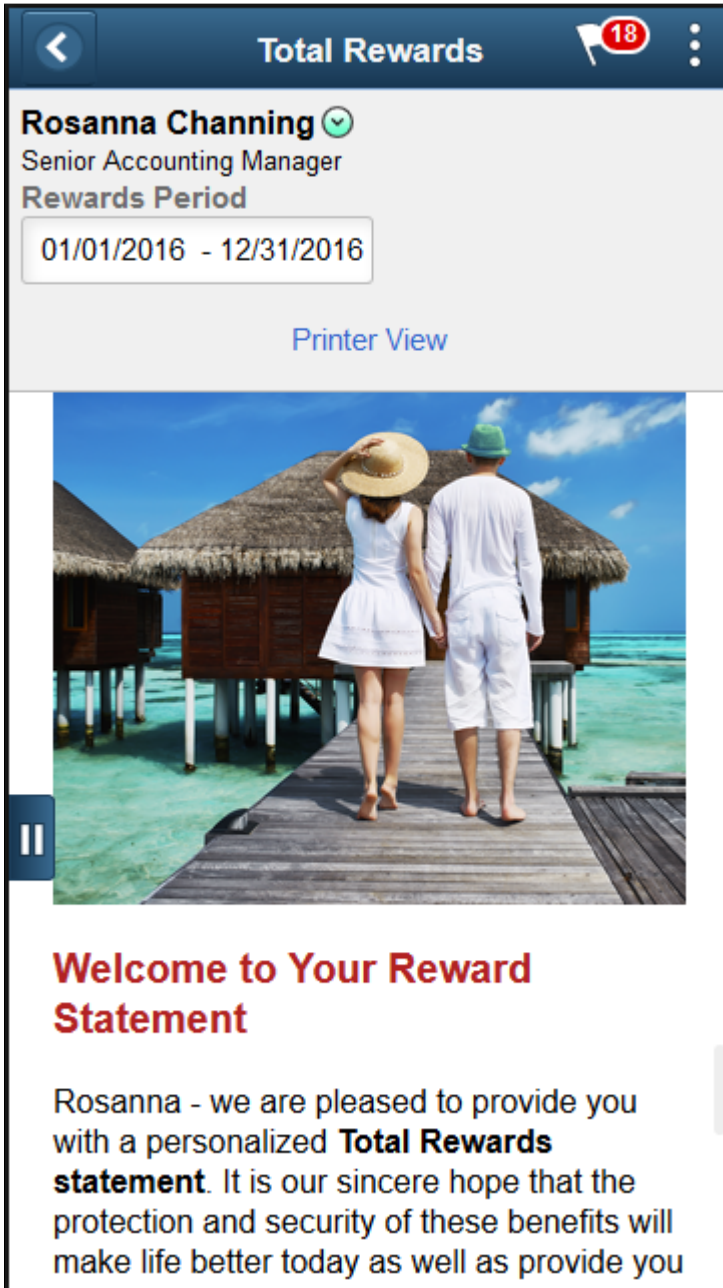 Total Rewards
18
Rosanna Channing
Senior Accounting Manager
Rewards Period
01/01/2016 - 12/31/2016
Printer View
Welcome to Your Reward
Statement
Rosanna - we are pleased to provide you
with a personalized Total Rewards
statement. It is our sincere hope that the
protection and security of these benefits will
make life better today as well as provide you